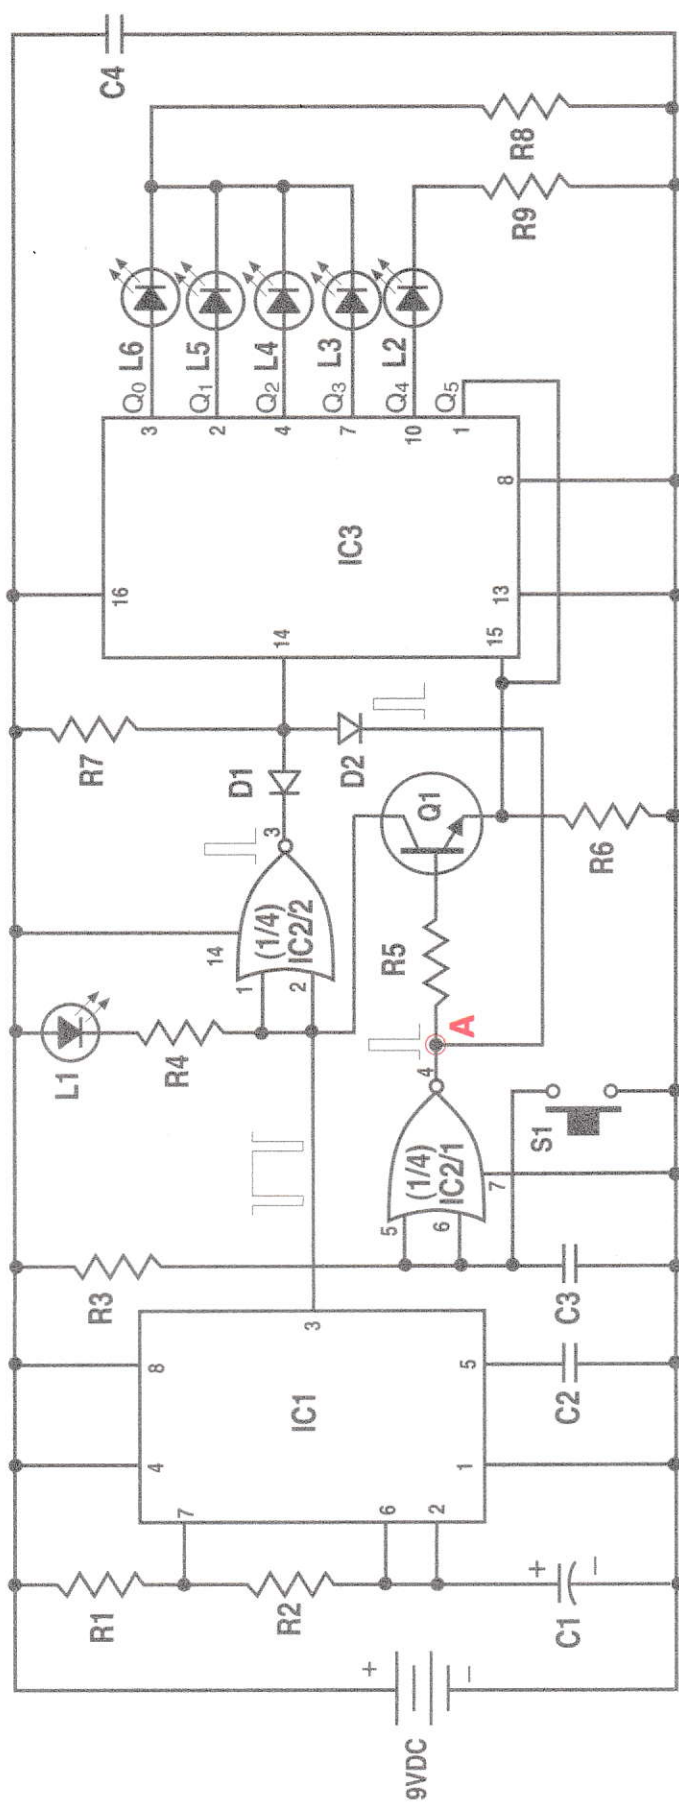 9VDC
+
−
R1
R2
C1
+
−
7
6
2
4
8
IC1
1
5
3
C2
R3
C3
5
6
(1/4)
IC2/1
7
4
S1
A
R5
Q1
R6
L1
R4
1
2
14
(1/4)
IC2/2
3
D1
D2
R7
16
14
IC3
15
13
8
3
2
4
7
10
1
Q0
Q1
Q2
Q3
Q4
Q5
L6
L5
L4
L3
L2
R9
R8
C4